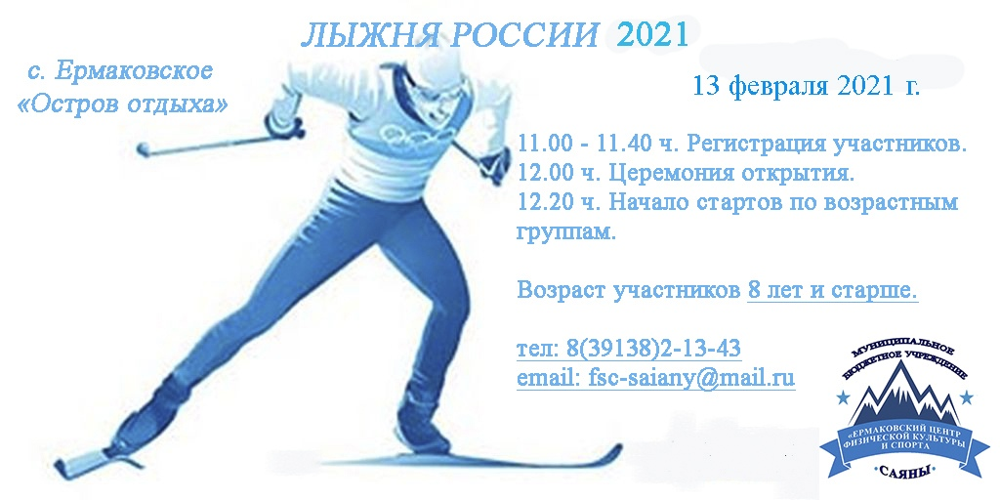 ЛЫЖНЯ РОССИИ 2021
с. Ермаковское
«Остров отдыха»
13 февраля 2021 г.
11.00 - 11.40 ч. Регистрация участников.
12.00 ч. Церемония открытия.
12.20 ч. Начало стартов по возрастным
группам.
Возраст участников 8 лет и старше.
тел: 8(39138)2-13-43
email: fsc-saiany@mail.ru
МУНИЦИПАЛЬНОЕ
БЮДЖЕТНОЕ УЧРЕЖДЕНИЕ
«ЕРМАКОВСКИЙ ЦЕНТР
ФИЗИЧЕСКОЙ КУЛЬТУРЫ
И СПОРТА
САЯНЫ